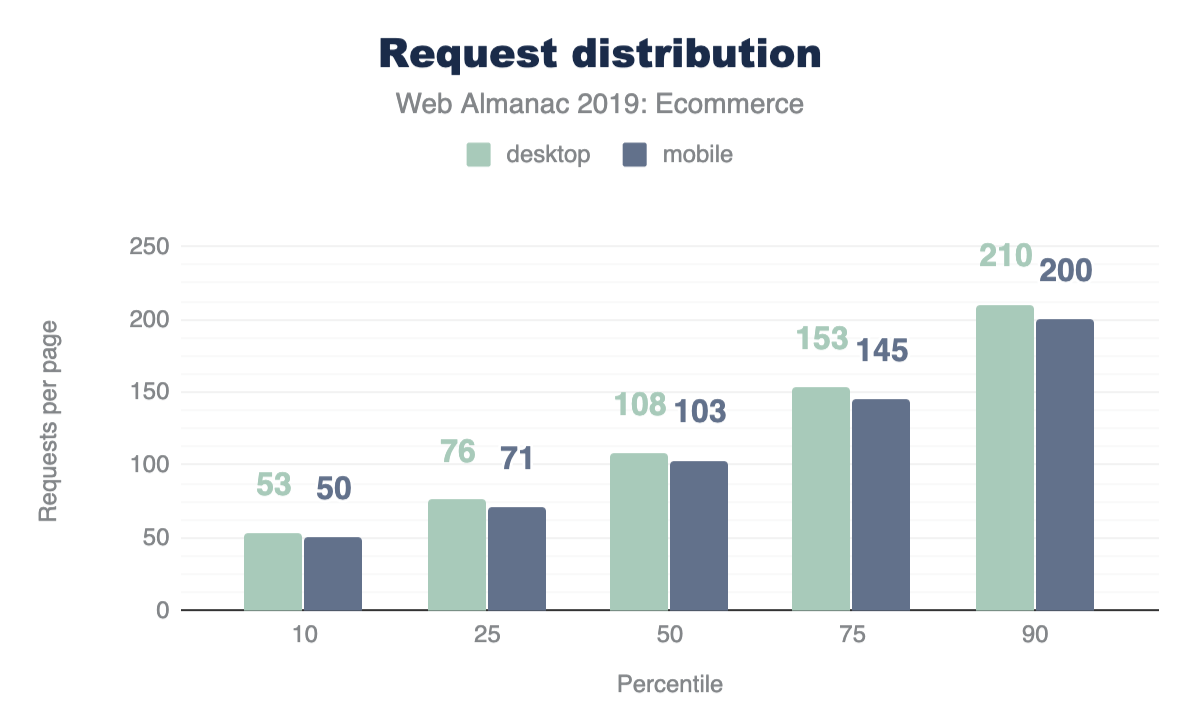 Request distribution
Web Almanac 2019: Ecommerce
desktop mobile
250
200
150
100
50
0
Requests per page
53 50
76 71
108 103
153 145
210 200
10 25 50 75 90
Percentile